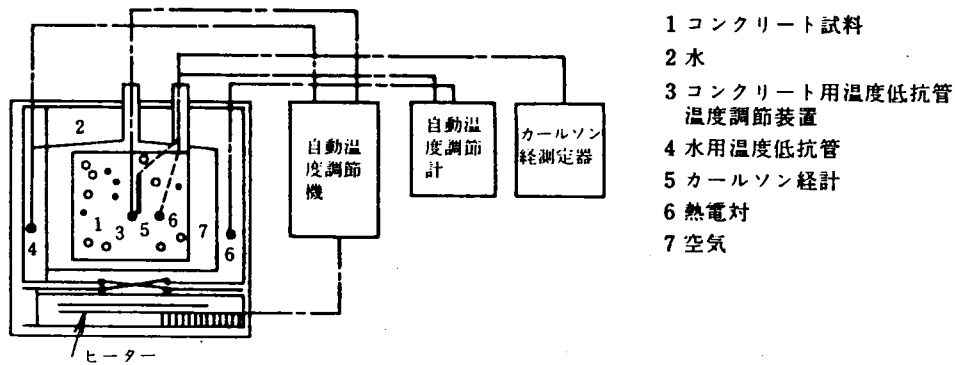 2
1
3
5
6
7
4
6
ヒーター
自動温
度調節
機
自動温
度調節
計
カールソン
経測定器
1 コンクリート試料
2 水
3 コンクリート用温度低抗管
温度調節装置
4 水用温度低抗管
5 カールソン経計
6 熱電対
7 空気